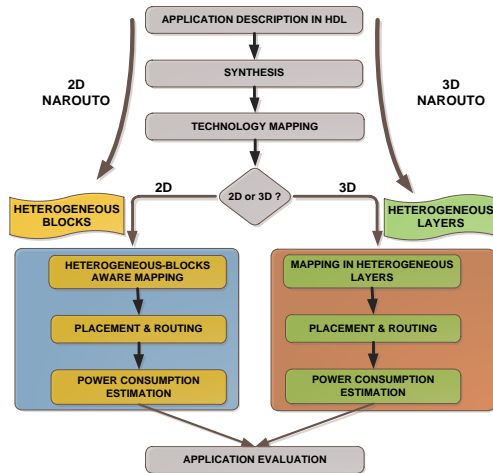 APPLICATION DESCRIPTION IN HDL
2D
NAROUTO
3D
NAROUTO
SYNTHESIS
TECHNOLOGY MAPPING
2D
2D or 3D ?
3D
HETEROGENEOUS
BLOCKS
HETEROGENEOUS
LAYERS
HETEROGENEOUS-BLOCKS
AWARE MAPPING
MAPPING IN HETEROGENEOUS
LAYERS
PLACEMENT & ROUTING
PLACEMENT & ROUTING
POWER CONSUMPTION
ESTIMATION
POWER CONSUMPTION
ESTIMATION
APPLICATION EVALUATION